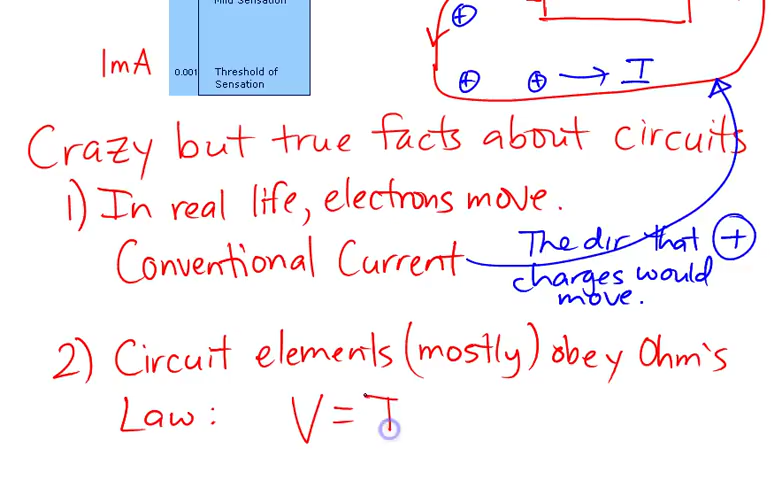 Mild Sensation
1mA
0.001
Threshold of
Sensation
⊕
⊕ ⊕ → I
Crazy but true facts about circuits
1) In real life, electrons move.
Conventional Current
The dir that ⊕
charges would
move.
2) Circuit elements (mostly) obey Ohm's
Law: V = I